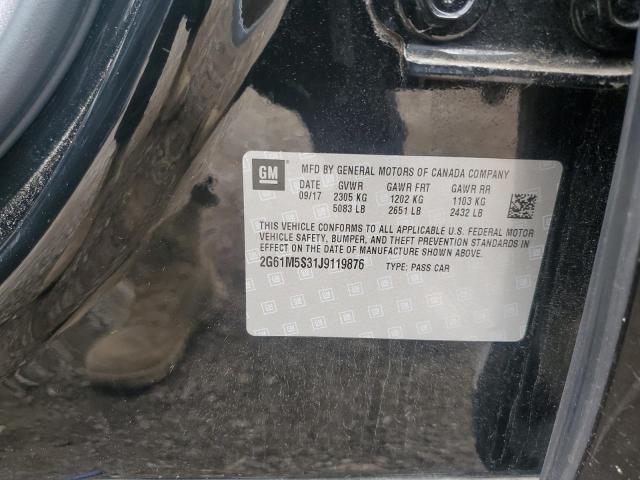 GM
MFD BY GENERAL MOTORS OF CANADA COMPANY
DATE GVWR GAWR FRT GAWR RR
09/17 2305 KG 1202 KG 1103 KG
5083 LB 2651 LB 2432 LB
THIS VEHICLE CONFORMS TO ALL APPLICABLE U.S. FEDERAL MOTOR
VEHICLE SAFETY, BUMPER, AND THEFT PREVENTION STANDARDS IN
EFFECT ON THE DATE OF MANUFACTURE SHOWN ABOVE.
2G61M5S31J9119876 TYPE: PASS CAR